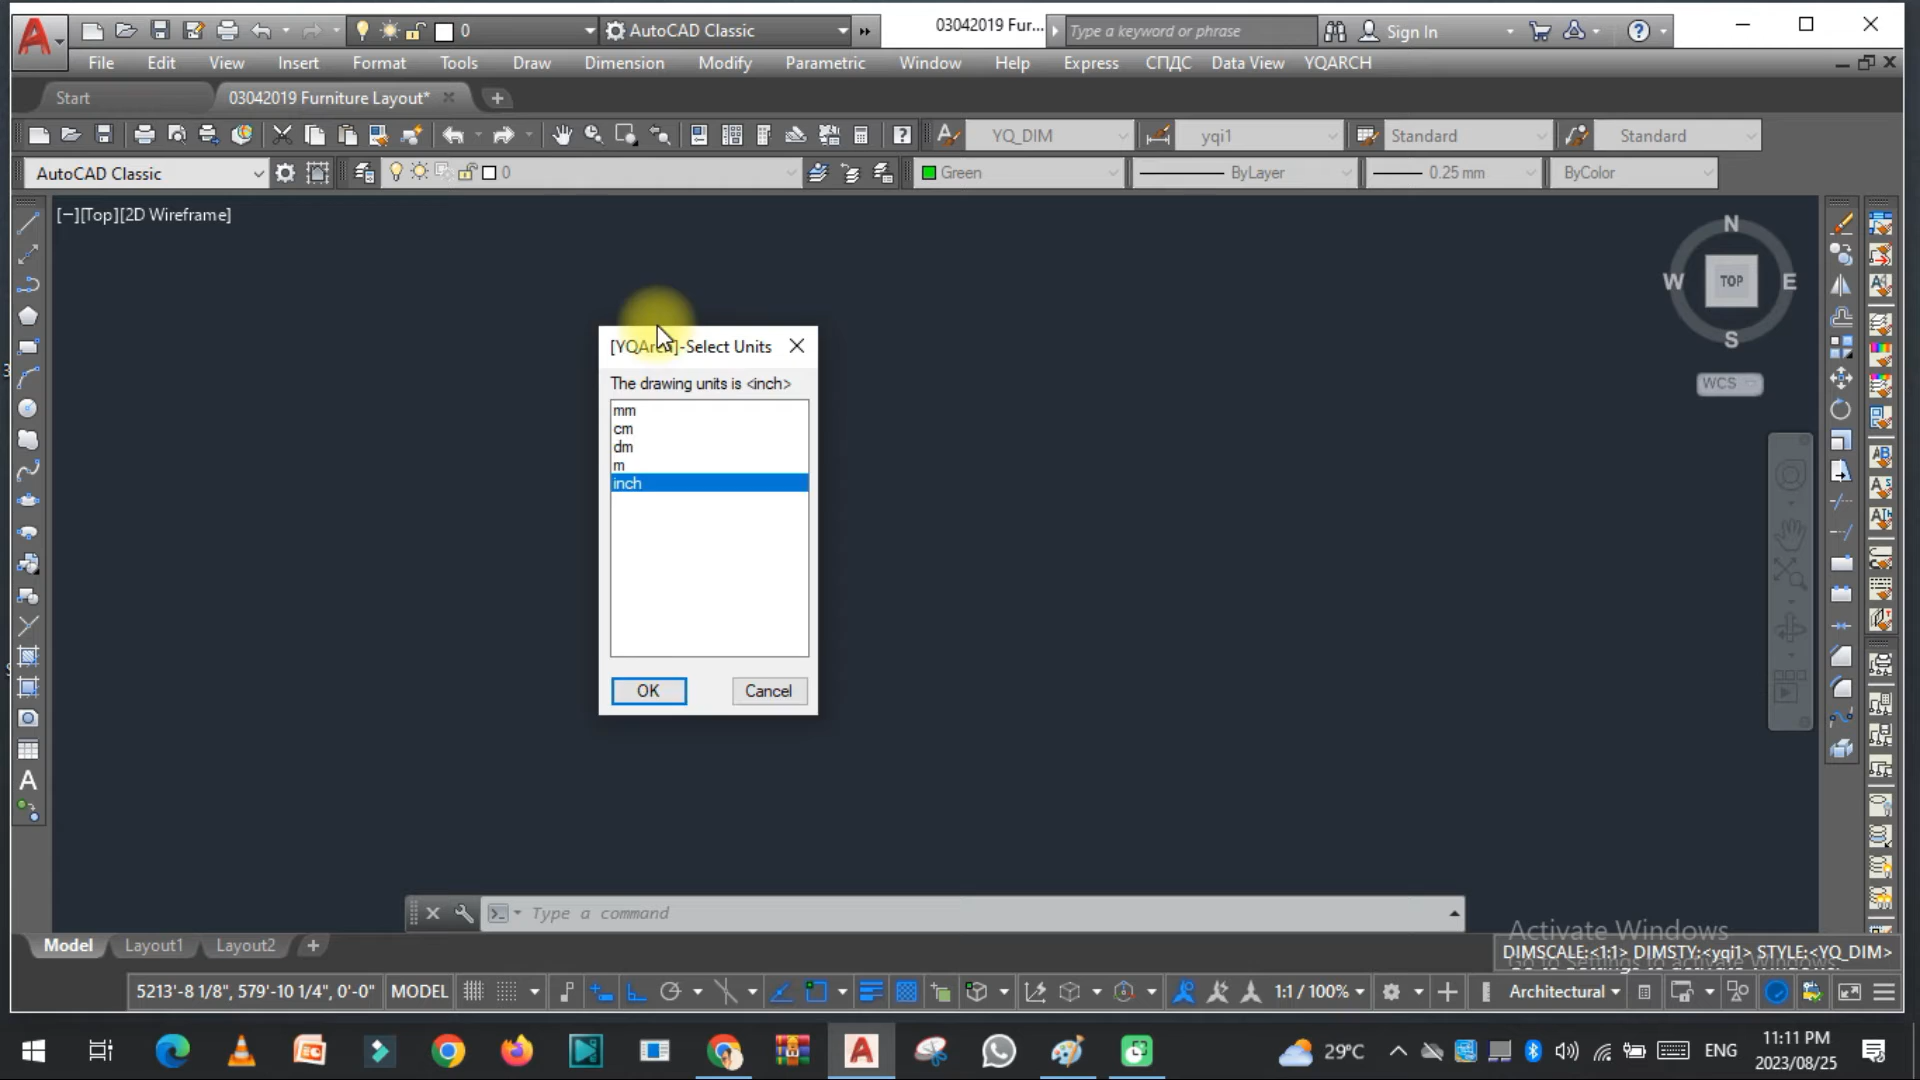 0
AutoCAD Classic
03042019 Fur...
Type a keyword or phrase
Sign In
File Edit View Insert Format Tools Draw Dimension Modify Parametric Window Help Express СПДС Data View YQARCH
Start
03042019 Furniture Layout*
YQ_DIM
yqi1
Standard
Standard
AutoCAD Classic
0
Green
ByLayer
0.25 mm
ByColor
[−][Top][2D Wireframe]
N
W
TOP
E
S
WCS
[YQArch]-Select Units
The drawing units is <inch>
mm
cm
dm
m
inch
OK
Cancel
Type a command
Activate Windows
Model Layout1 Layout2
DIMSCALE:<1:1> DIMSTY:<yqi1> STYLE:<YQ_DIM>
5213'-8 1/8", 579'-10 1/4", 0'-0"
MODEL
1:1 / 100%
Architectural
29°C
ENG
11:11 PM
2023/08/25